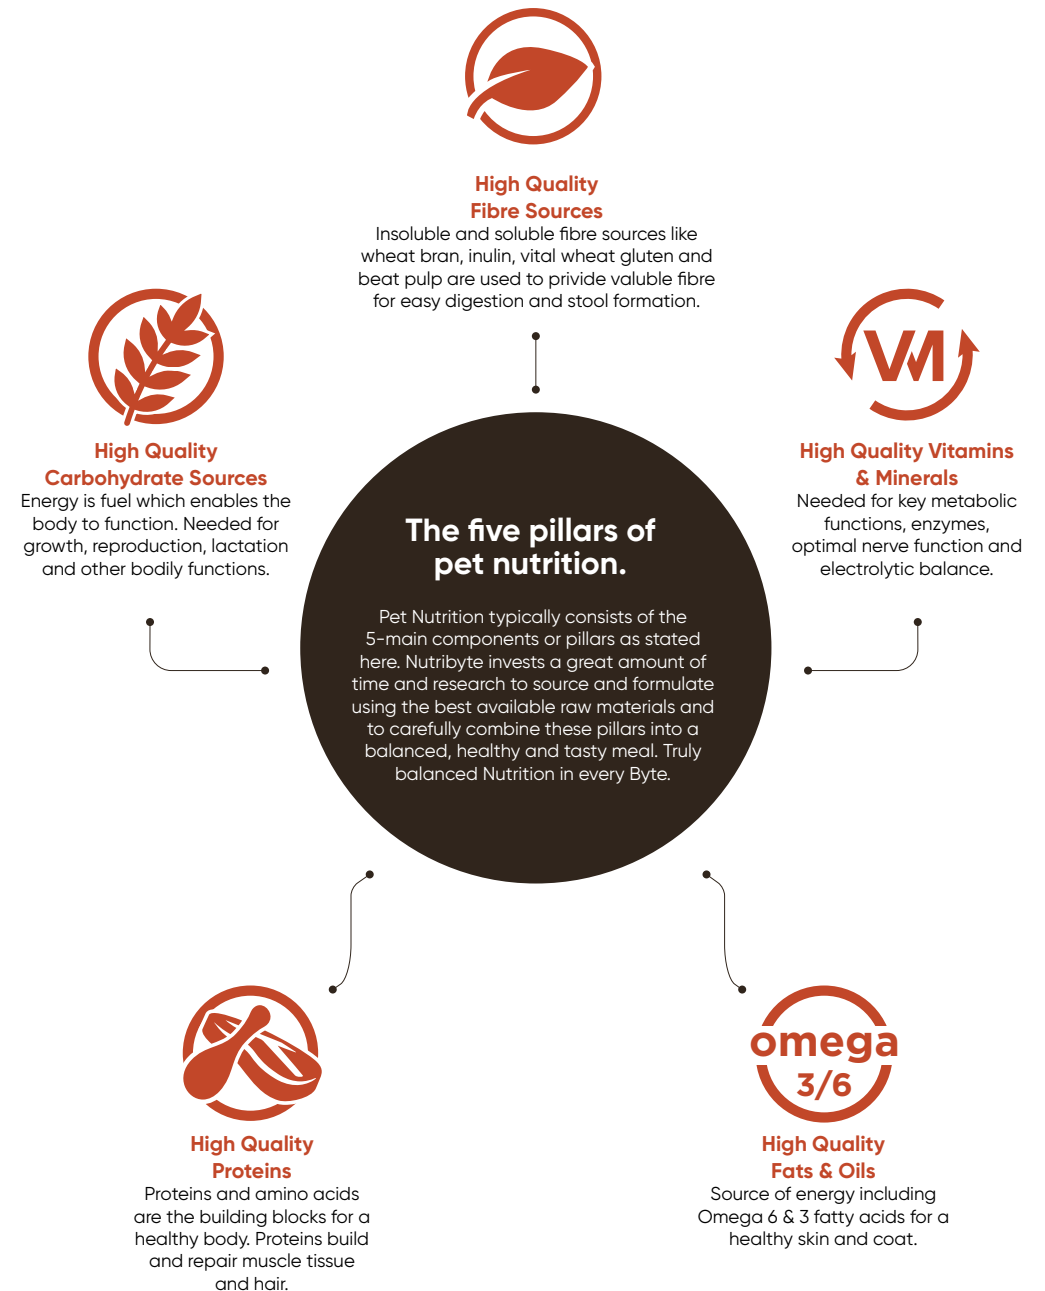 High Quality
Fibre Sources
Insoluble and soluble fibre sources like
wheat bran, inulin, vital wheat gluten and
beat pulp are used to privide valuble fibre
for easy digestion and stool formation.
High Quality
Carbohydrate Sources
Energy is fuel which enables the
body to function. Needed for
growth, reproduction, lactation
and other bodily functions.
VM
High Quality Vitamins
& Minerals
Needed for key metabolic
functions, enzymes,
optimal nerve function and
electrolytic balance.
The five pillars of
pet nutrition.
Pet Nutrition typically consists of the
5-main components or pillars as stated
here. Nutribyte invests a great amount of
time and research to source and formulate
using the best available raw materials and
to carefully combine these pillars into a
balanced, healthy and tasty meal. Truly
balanced Nutrition in every Byte.
High Quality
Proteins
Proteins and amino acids
are the building blocks for a
healthy body. Proteins build
and repair muscle tissue
and hair.
omega
3/6
High Quality
Fats & Oils
Source of energy including
Omega 6 & 3 fatty acids for a
healthy skin and coat.